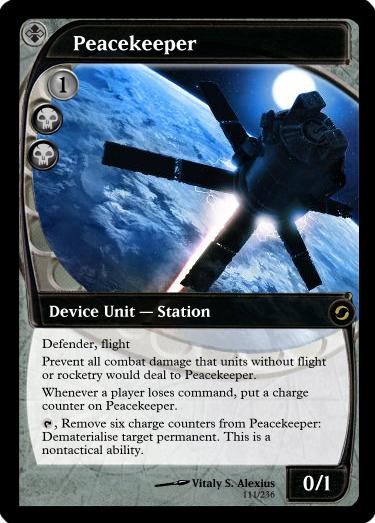 Peacekeeper
1
Device Unit — Station
Defender, flight
Prevent all combat damage that units without flight
or rocketry would deal to Peacekeeper.
Whenever a player loses command, put a charge
counter on Peacekeeper.
, Remove six charge counters from Peacekeeper:
Dematerialise target permanent. This is a
nontactical ability.
Vitaly S. Alexius
111/236
0/1